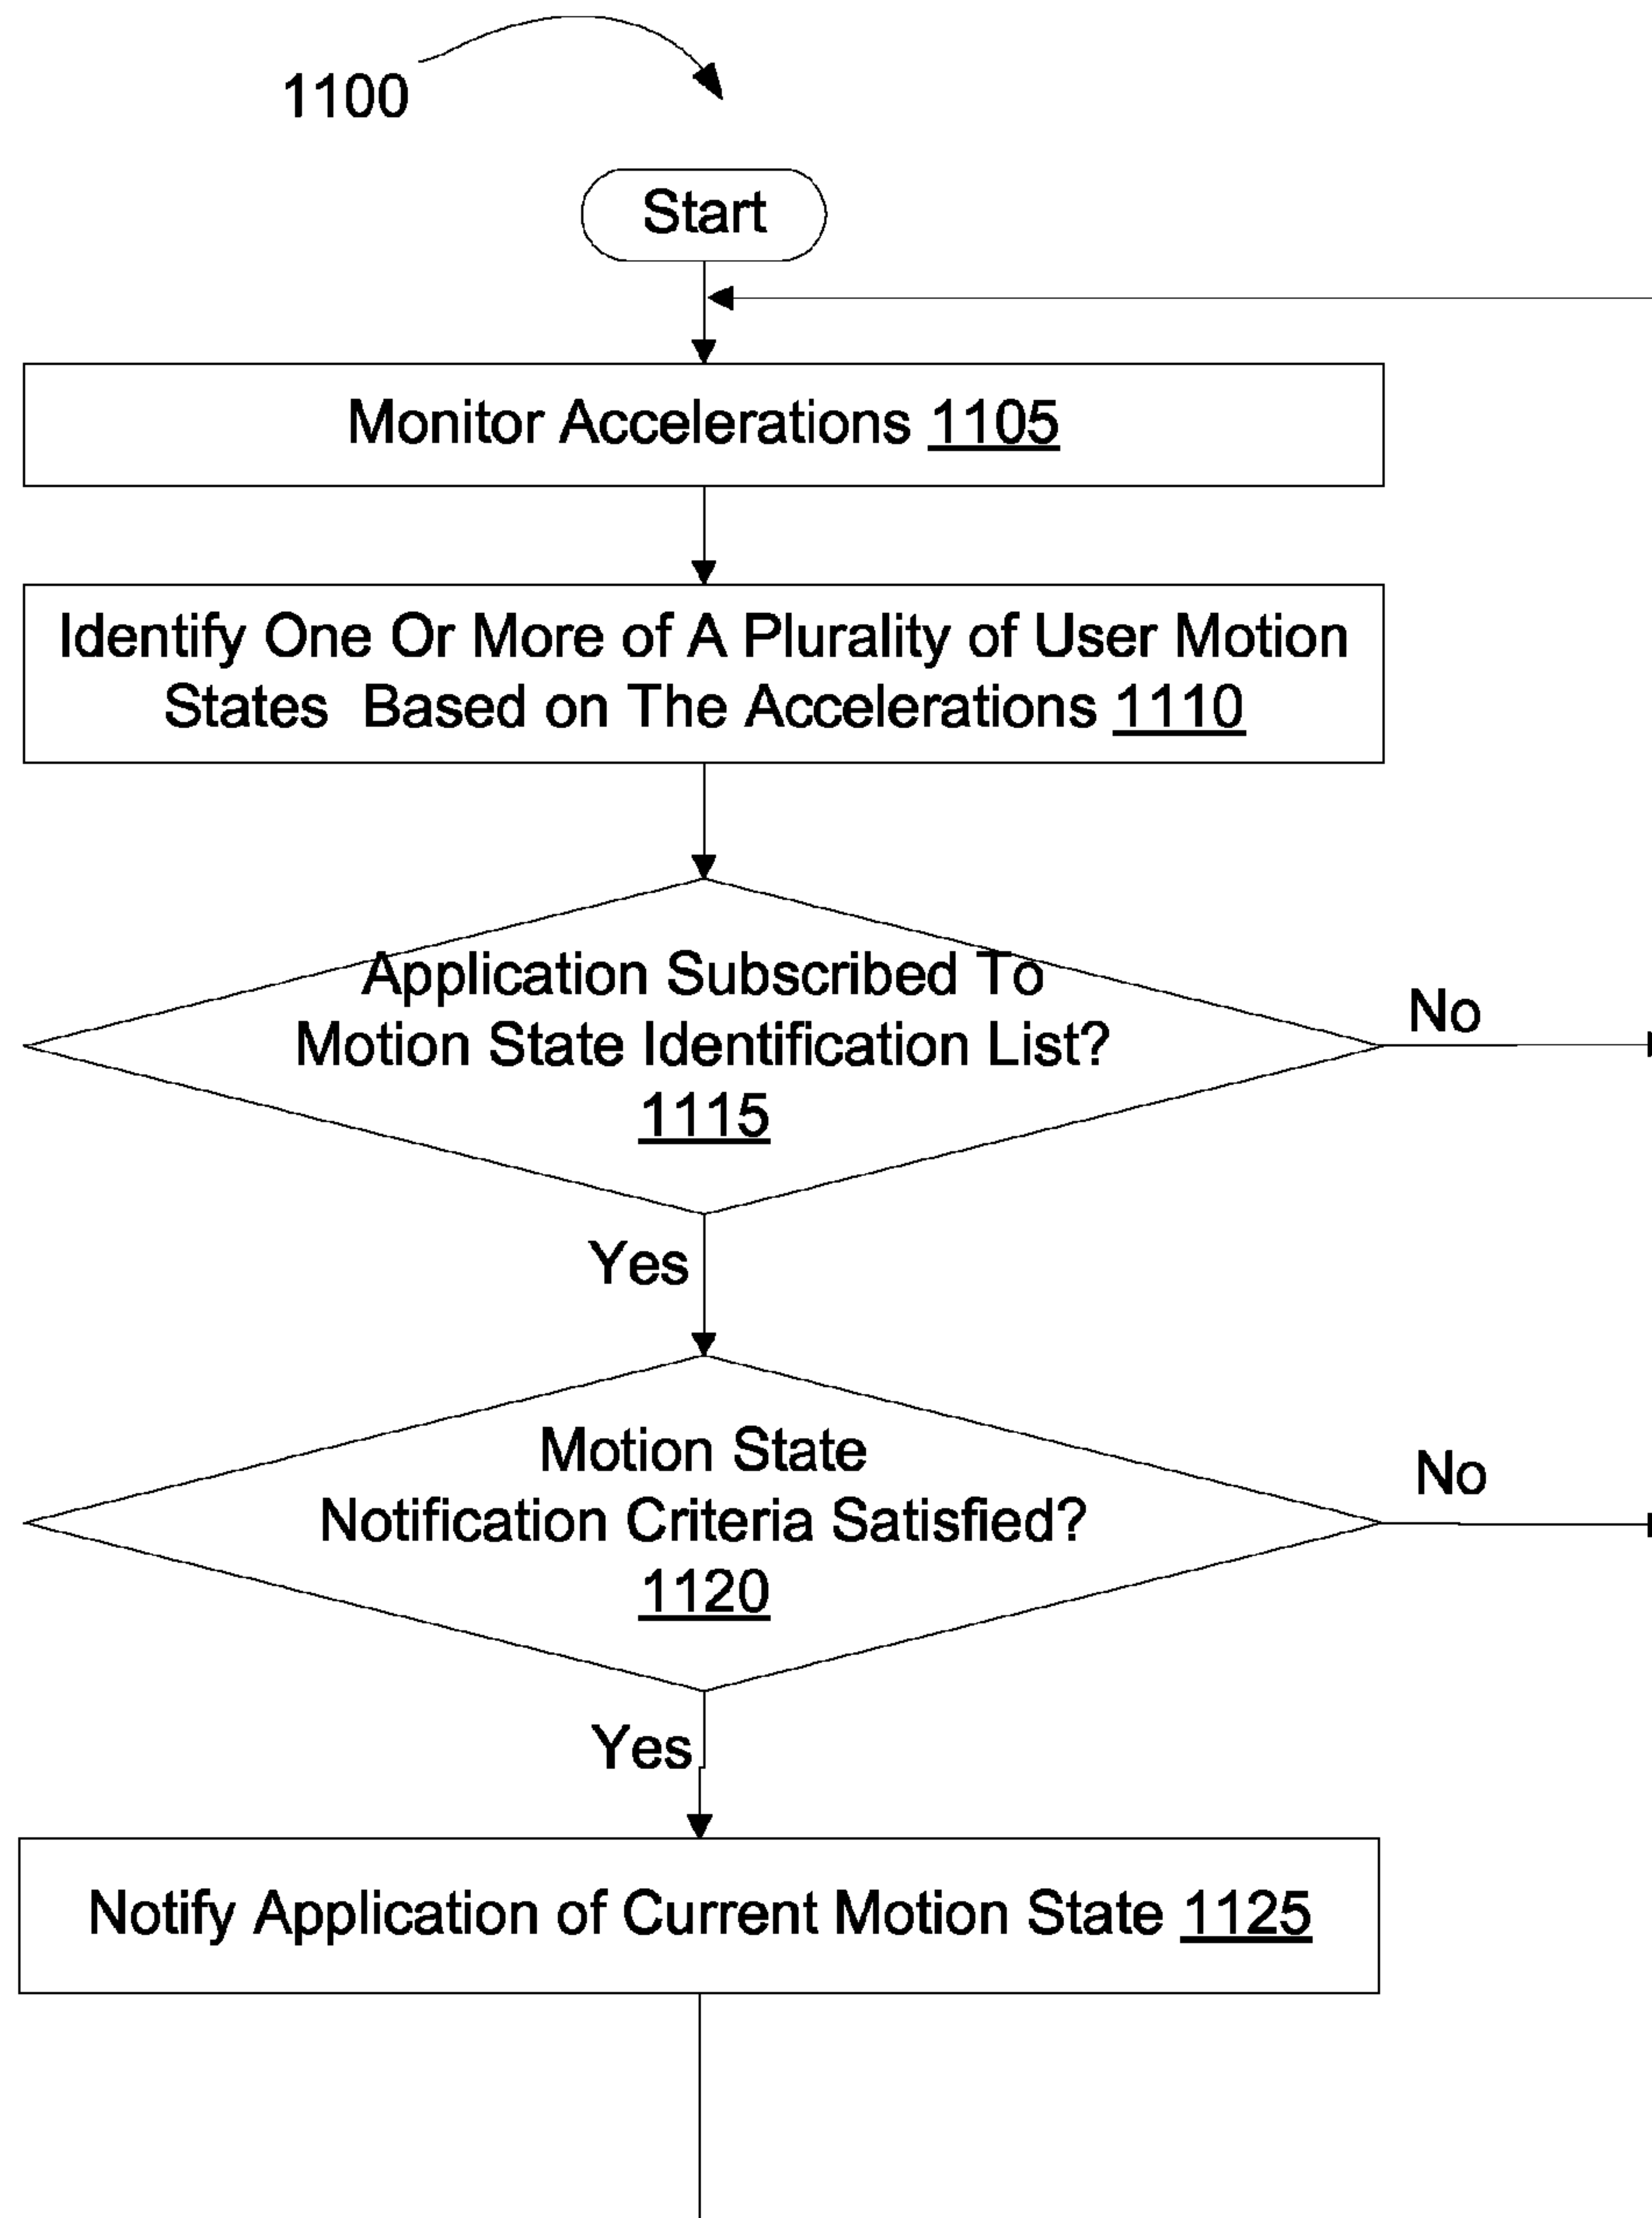 1100
Start
Monitor Accelerations 1105
Identify One Or More of A Plurality of User Motion
States Based on The Accelerations 1110
Application Subscribed To
Motion State Identification List?
1115
No
Yes
Motion State
Notification Criteria Satisfied?
1120
No
Yes
Notify Application of Current Motion State 1125